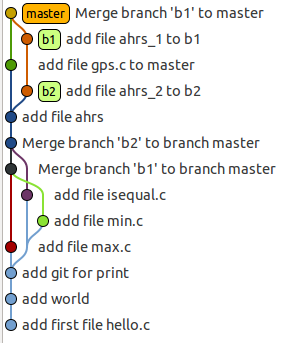 master Merge branch 'b1' to master
b1 add file ahrs_1 to b1
add file gps.c to master
b2 add file ahrs_2 to b2
add file ahrs
Merge branch 'b2' to branch master
Merge branch 'b1' to branch master
add file isequal.c
add file min.c
add file max.c
add git for print
add world
add first file hello.c